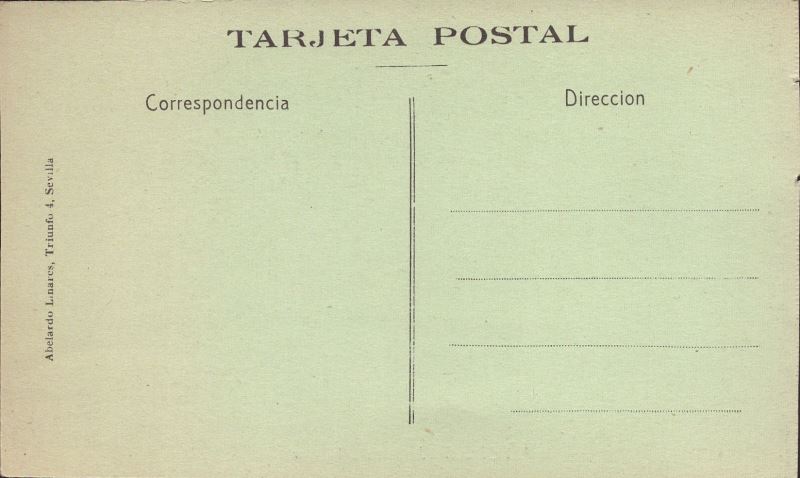 TARJETA POSTAL
Correspondencia
Direccion
Abelardo Linares, Triunfo 4, Sevilla